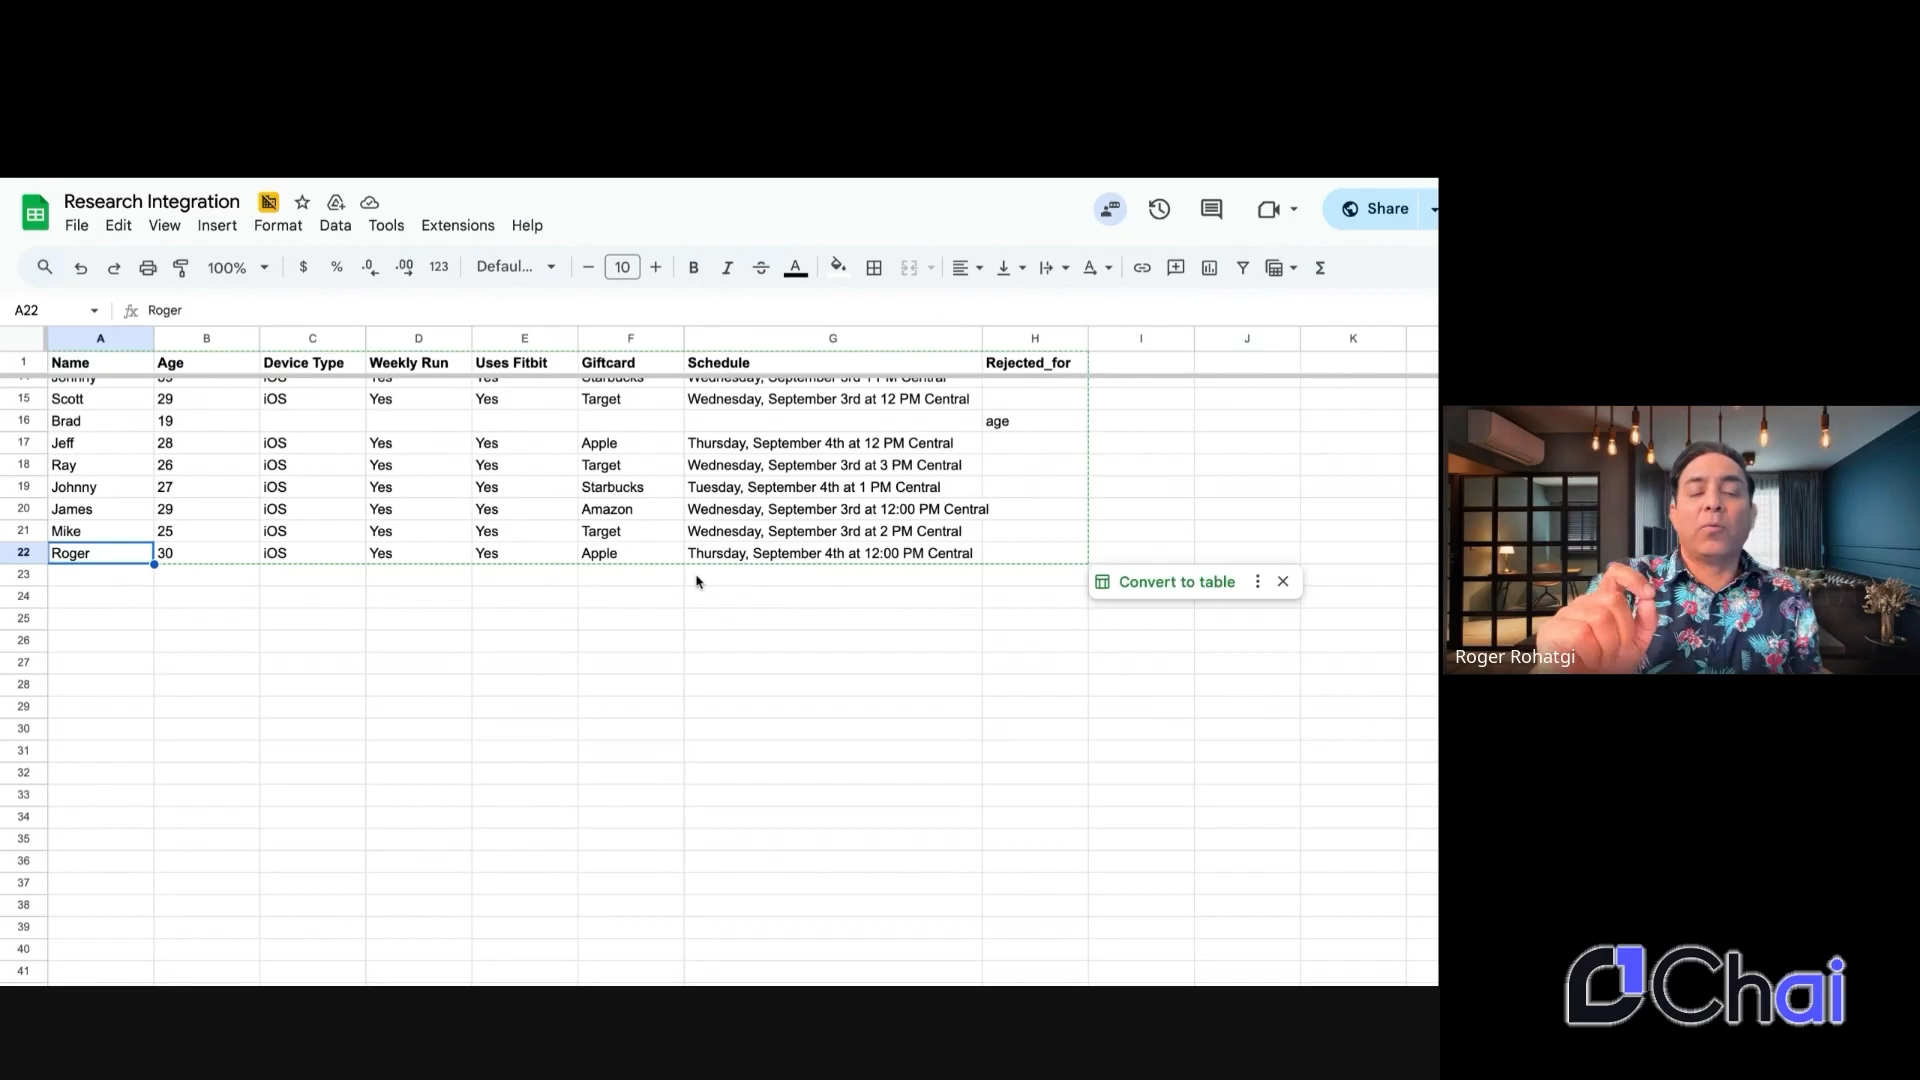 Research Integration
File Edit View Insert Format Data Tools Extensions Help
Share
100% $ % .0 .00 123 Defaul... 10 B I A A Σ
A22 fx Roger
A B C D E F G H I J K
1 Name Age Device Type Weekly Run Uses Fitbit Giftcard Schedule Rejected_for
15 Scott 29 iOS Yes Yes Target Wednesday, September 3rd at 12 PM Central
16 Brad 19 age
17 Jeff 28 iOS Yes Yes Apple Thursday, September 4th at 12 PM Central
18 Ray 26 iOS Yes Yes Target Wednesday, September 3rd at 3 PM Central
19 Johnny 27 iOS Yes Yes Starbucks Tuesday, September 4th at 1 PM Central
20 James 29 iOS Yes Yes Amazon Wednesday, September 3rd at 12:00 PM Central
21 Mike 25 iOS Yes Yes Target Wednesday, September 3rd at 2 PM Central
22 Roger 30 iOS Yes Yes Apple Thursday, September 4th at 12:00 PM Central
23
Convert to table
24
25
26
27
28
29
30
31
32
33
34
35
36
37
38
39
40
41
Roger Rohatgi
Chai